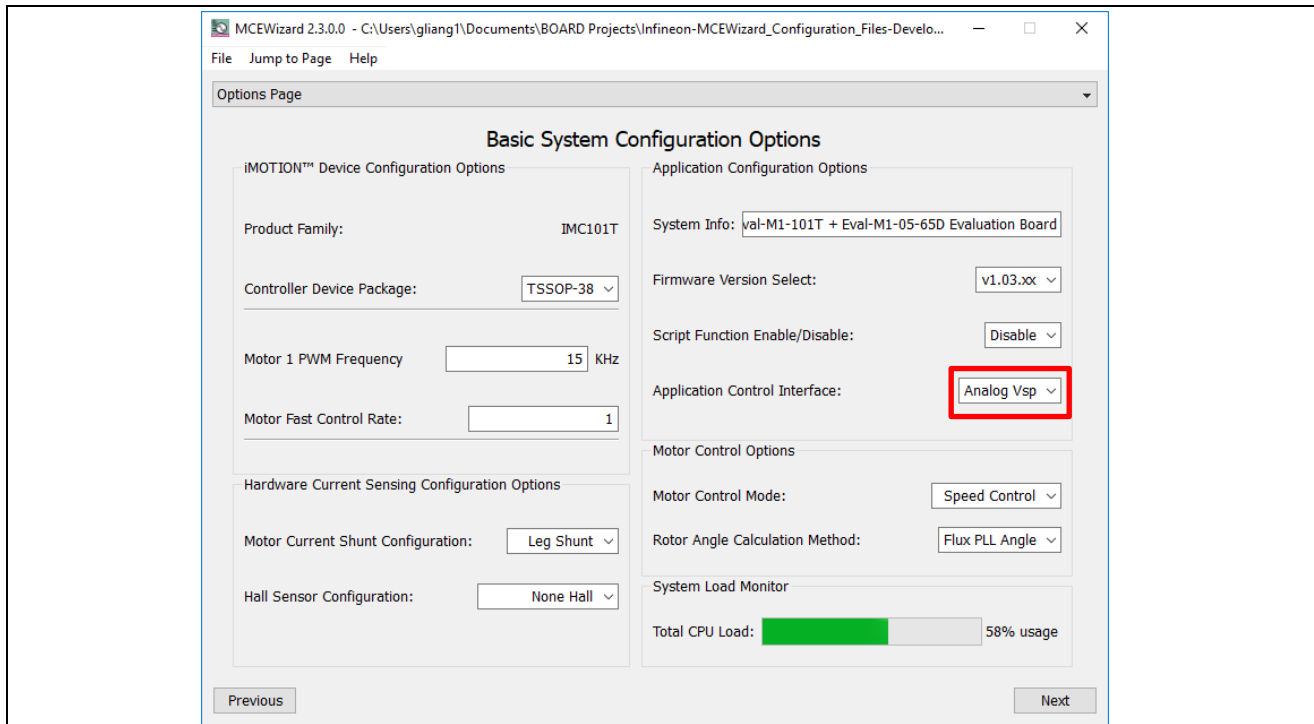 MCEWizard 2.3.0.0 - C:\Users\gliang1\Documents\BOARD Projects\Infineon-MCEWizard_Configuration_Files-Develo...
File Jump to Page Help
Options Page
Basic System Configuration Options
iMOTION™ Device Configuration Options
Product Family: IMC101T
Controller Device Package: TSSOP-38
Motor 1 PWM Frequency 15 KHz
Motor Fast Control Rate: 1
Hardware Current Sensing Configuration Options
Motor Current Shunt Configuration: Leg Shunt
Hall Sensor Configuration: None Hall
Application Configuration Options
System Info: val-M1-101T + Eval-M1-05-65D Evaluation Board
Firmware Version Select: v1.03.xx
Script Function Enable/Disable: Disable
Application Control Interface: Analog Vsp
Motor Control Options
Motor Control Mode: Speed Control
Rotor Angle Calculation Method: Flux PLL Angle
System Load Monitor
Total CPU Load: 58% usage
Previous
Next